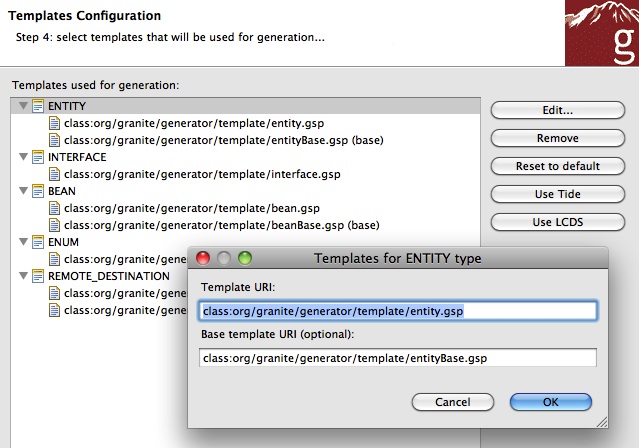 Templates Configuration
Step 4: select templates that will be used for generation...
g
Templates used for generation:
ENTITY
class:org/granite/generator/template/entity.gsp
class:org/granite/generator/template/entityBase.gsp (base)
INTERFACE
class:org/granite/generator/template/interface.gsp
BEAN
class:org/granite/generator/template/bean.gsp
class:org/granite/generator/template/beanBase.gsp (base)
ENUM
class:org/granite/gene
REMOTE_DESTINATION
class:org/granite/gene
class:org/granite/gene
Edit...
Remove
Reset to default
Use Tide
Use LCDS
Templates for ENTITY type
Template URI:
class:org/granite/generator/template/entity.gsp
Base template URI (optional):
class:org/granite/generator/template/entityBase.gsp
Cancel
OK